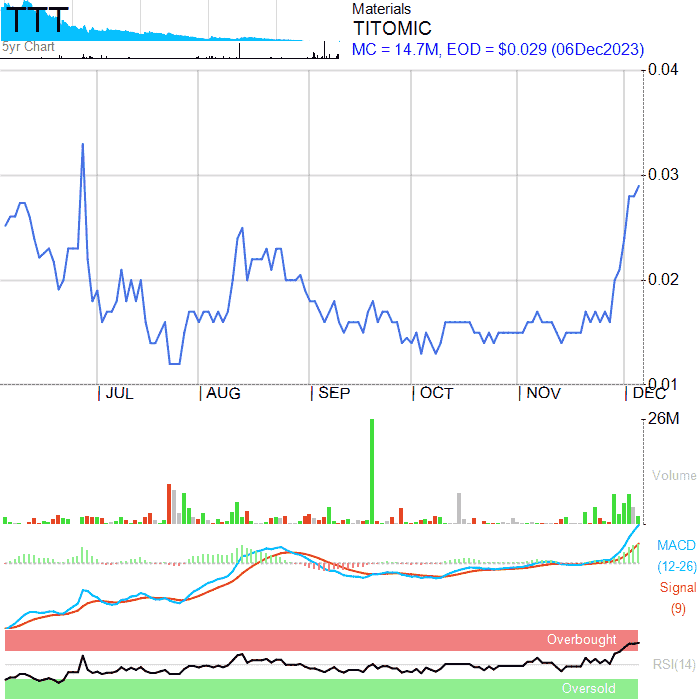 TTT
5yr Chart
Materials
TITOMIC
MC = 14.7M, EOD = $0.029 (06Dec2023)
0.04
0.03
0.02
0.01
JUL
AUG
SEP
OCT
NOV
DEC
26M
Volume
MACD
(12-26)
Signal
(9)
Overbought
RSI(14)
Oversold